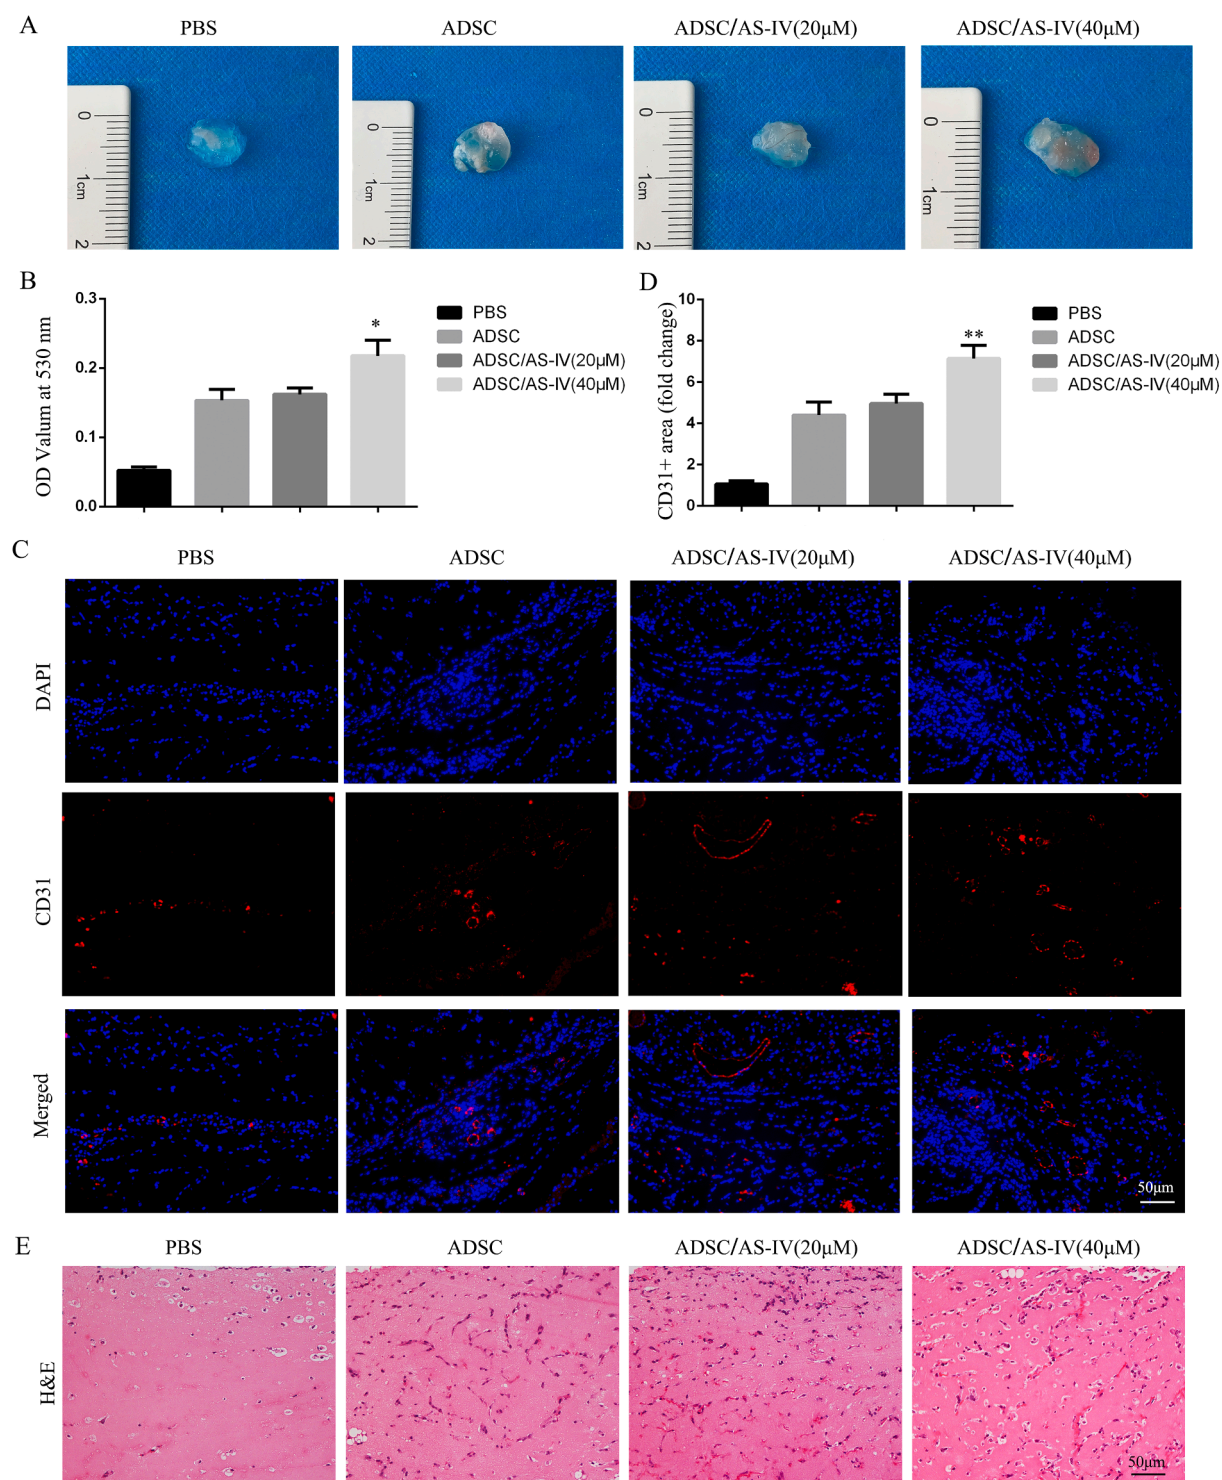 A
PBS
ADSC
ADSC/AS-IV(20μM)
ADSC/AS-IV(40μM)
0
1cm
2
0
1cm
2
0
1cm
2
0
1cm
B
OD Valum at 530 nm
0.3
0.2
0.1
0.0
*
PBS
ADSC
ADSC/AS-IV(20μM)
ADSC/AS-IV(40μM)
D
CD31+ area (fold change)
10
8
6
4
2
0
**
PBS
ADSC
ADSC/AS-IV(20μM)
ADSC/AS-IV(40μM)
C
PBS
ADSC
ADSC/AS-IV(20μM)
ADSC/AS-IV(40μM)
DAPI
CD31
Merged
50μm
E
PBS
ADSC
ADSC/AS-IV(20μM)
ADSC/AS-IV(40μM)
H&E
50μm